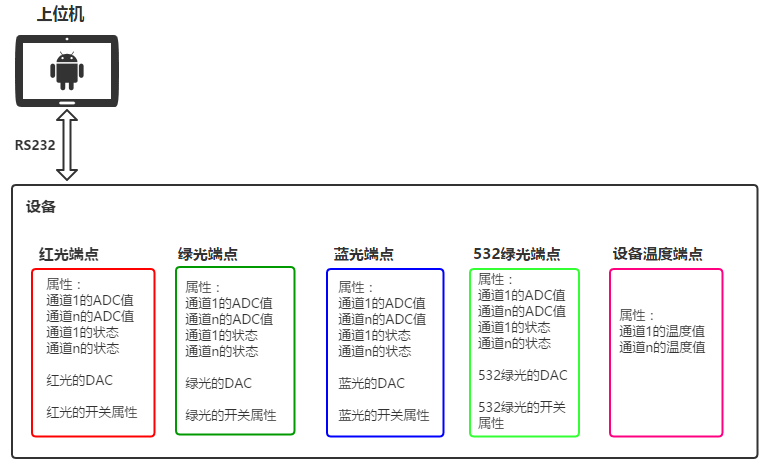 上位机
RS232
设备
红光端点
属性：
通道1的ADC值
通道n的ADC值
通道1的状态
通道n的状态
红光的DAC
红光的开关属性
绿光端点
属性：
通道1的ADC值
通道n的ADC值
通道1的状态
通道n的状态
绿光的DAC
绿光的开关属性
蓝光端点
属性：
通道1的ADC值
通道n的ADC值
通道1的状态
通道n的状态
蓝光的DAC
蓝光的开关属性
532绿光端点
属性：
通道1的ADC值
通道n的ADC值
通道1的状态
通道n的状态
532绿光的DAC
532绿光的开关
属性
设备温度端点
属性：
通道1的温度值
通道n的温度值